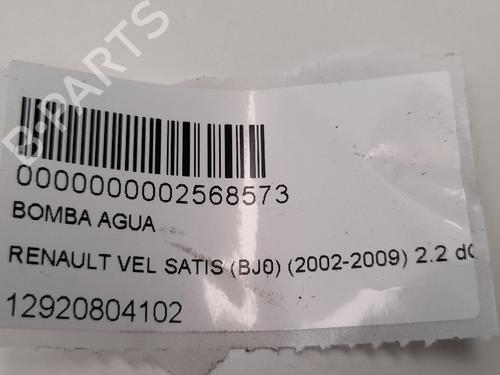 B-PARTS
0000000002568573
BOMBA AGUA
RENAULT VEL SATIS (BJ0) (2002-2009) 2.2 dC
12920804102